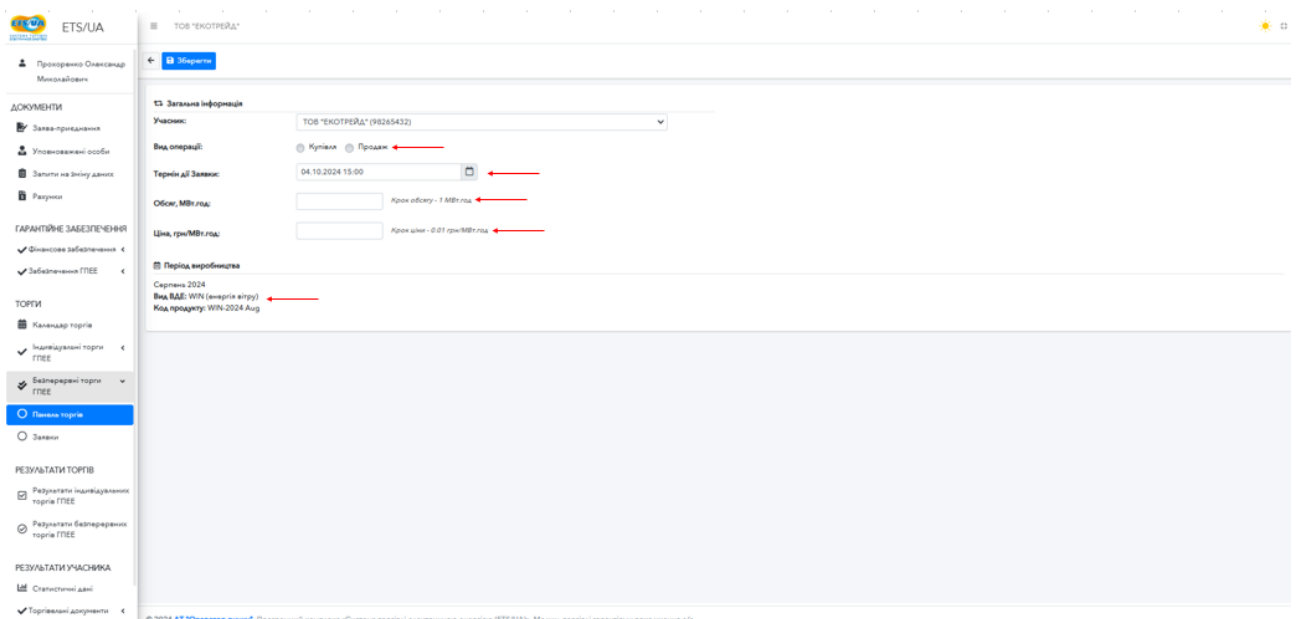 ETS/UA
ТОВ "ЕКОТРЕЙД"
Прохоренко Олександр
Миколайович
Зберегти
ДОКУМЕНТИ
Заява-приєднання
Уповноважені особи
Запити на зміну даних
Рахунки
ГАРАНТІЙНЕ ЗАБЕЗПЕЧЕННЯ
Фінансове забезпечення
Забезпечення ГПЕЕ
ТОРГИ
Календар торгів
Індивідуальні торги
ГПЕЕ
Безперервні торги
ГПЕЕ
Панель торгів
Заявки
РЕЗУЛЬТАТИ ТОРГІВ
Результати індивідуальних
торгів ГПЕЕ
Результати безперервних
торгів ГПЕЕ
РЕЗУЛЬТАТИ УЧАСНИКА
Статистичні дані
Торгівельні документи
Загальна інформація
Учасник: ТОВ "ЕКОТРЕЙД" (98265432)
Вид операції: Купівля Продаж
Термін дії Заявки: 04.10.2024 15:00
Обсяг, МВт.год: Крок обсягу - 1 МВт.год
Ціна, грн/МВт.год: Крок ціни - 0.01 грн/МВт.год
Період виробництва
Серпень 2024
Вид ВДЕ: WIN (енергія вітру)
Код продукту: WIN-2024.Aug